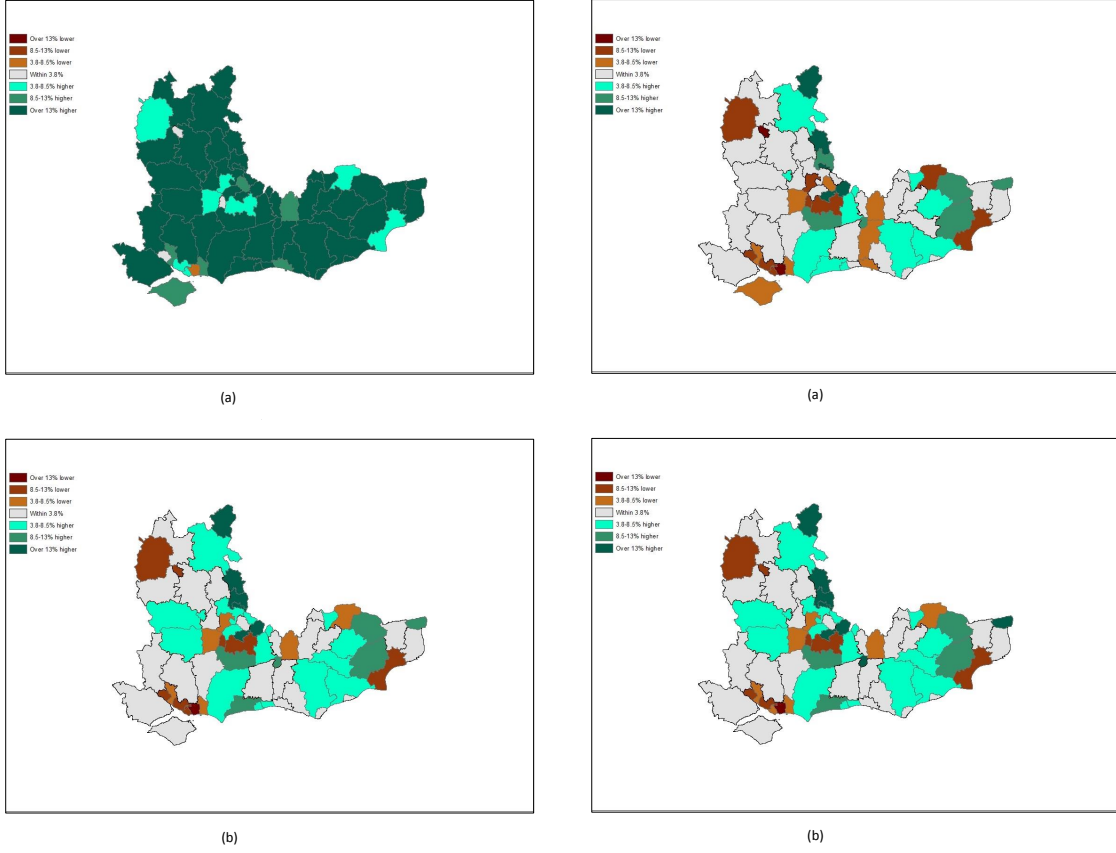 Over 13% lower
8.5-13% lower
3.8-8.5% lower
Within 3.8%
3.8-8.5% higher
8.5-13% higher
Over 13% higher
(a)
Over 13% lower
8.5-13% lower
3.8-8.5% lower
Within 3.8%
3.8-8.5% higher
8.5-13% higher
Over 13% higher
(a)
Over 13% lower
8.5-13% lower
3.8-8.5% lower
Within 3.8%
3.8-8.5% higher
8.5-13% higher
Over 13% higher
(b)
Over 13% lower
8.5-13% lower
3.8-8.5% lower
Within 3.8%
3.8-8.5% higher
8.5-13% higher
Over 13% higher
(b)